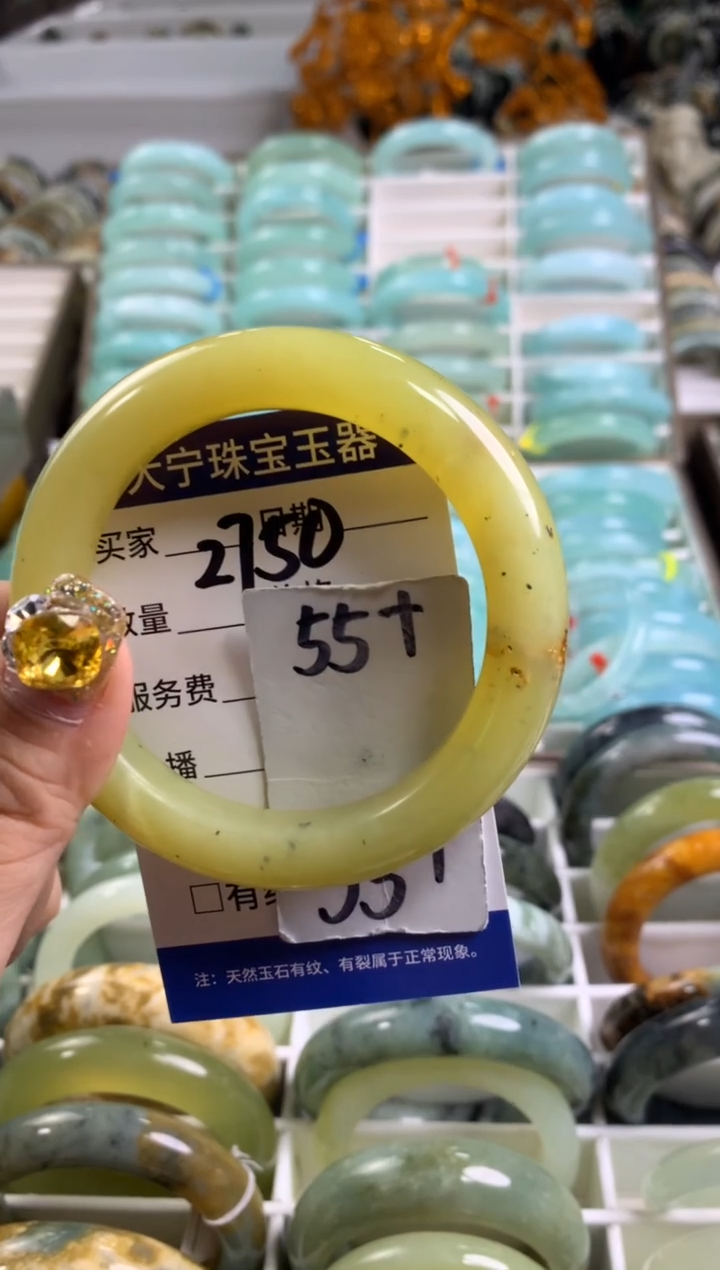 大宁珠宝玉器
买家 日期
2750
数量
55+
服务费
播
55+
□有纹
注：天然玉石有纹、有裂属于正常现象。